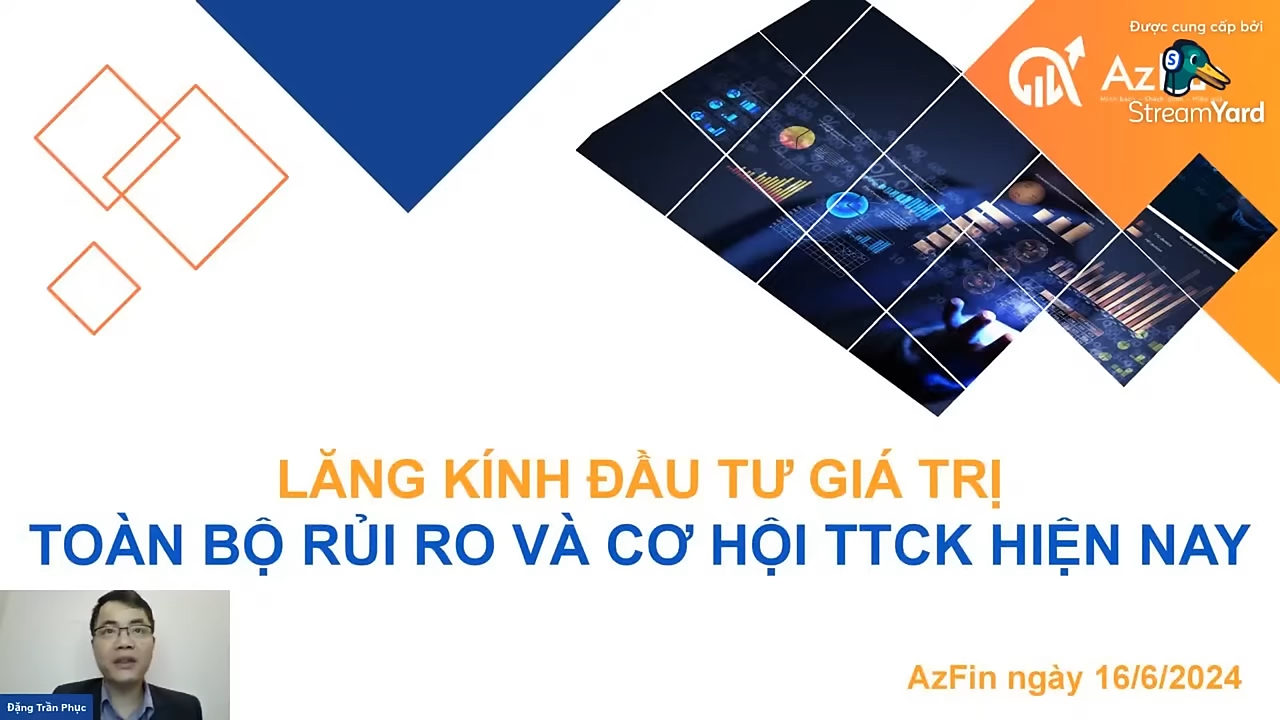 Được cung cấp bởi
StreamYard
LĂNG KÍNH ĐẦU TƯ GIÁ TRỊ
TOÀN BỘ RỦI RO VÀ CƠ HỘI TTCK HIỆN NAY
AzFin ngày 16/6/2024
Đặng Trần Phục